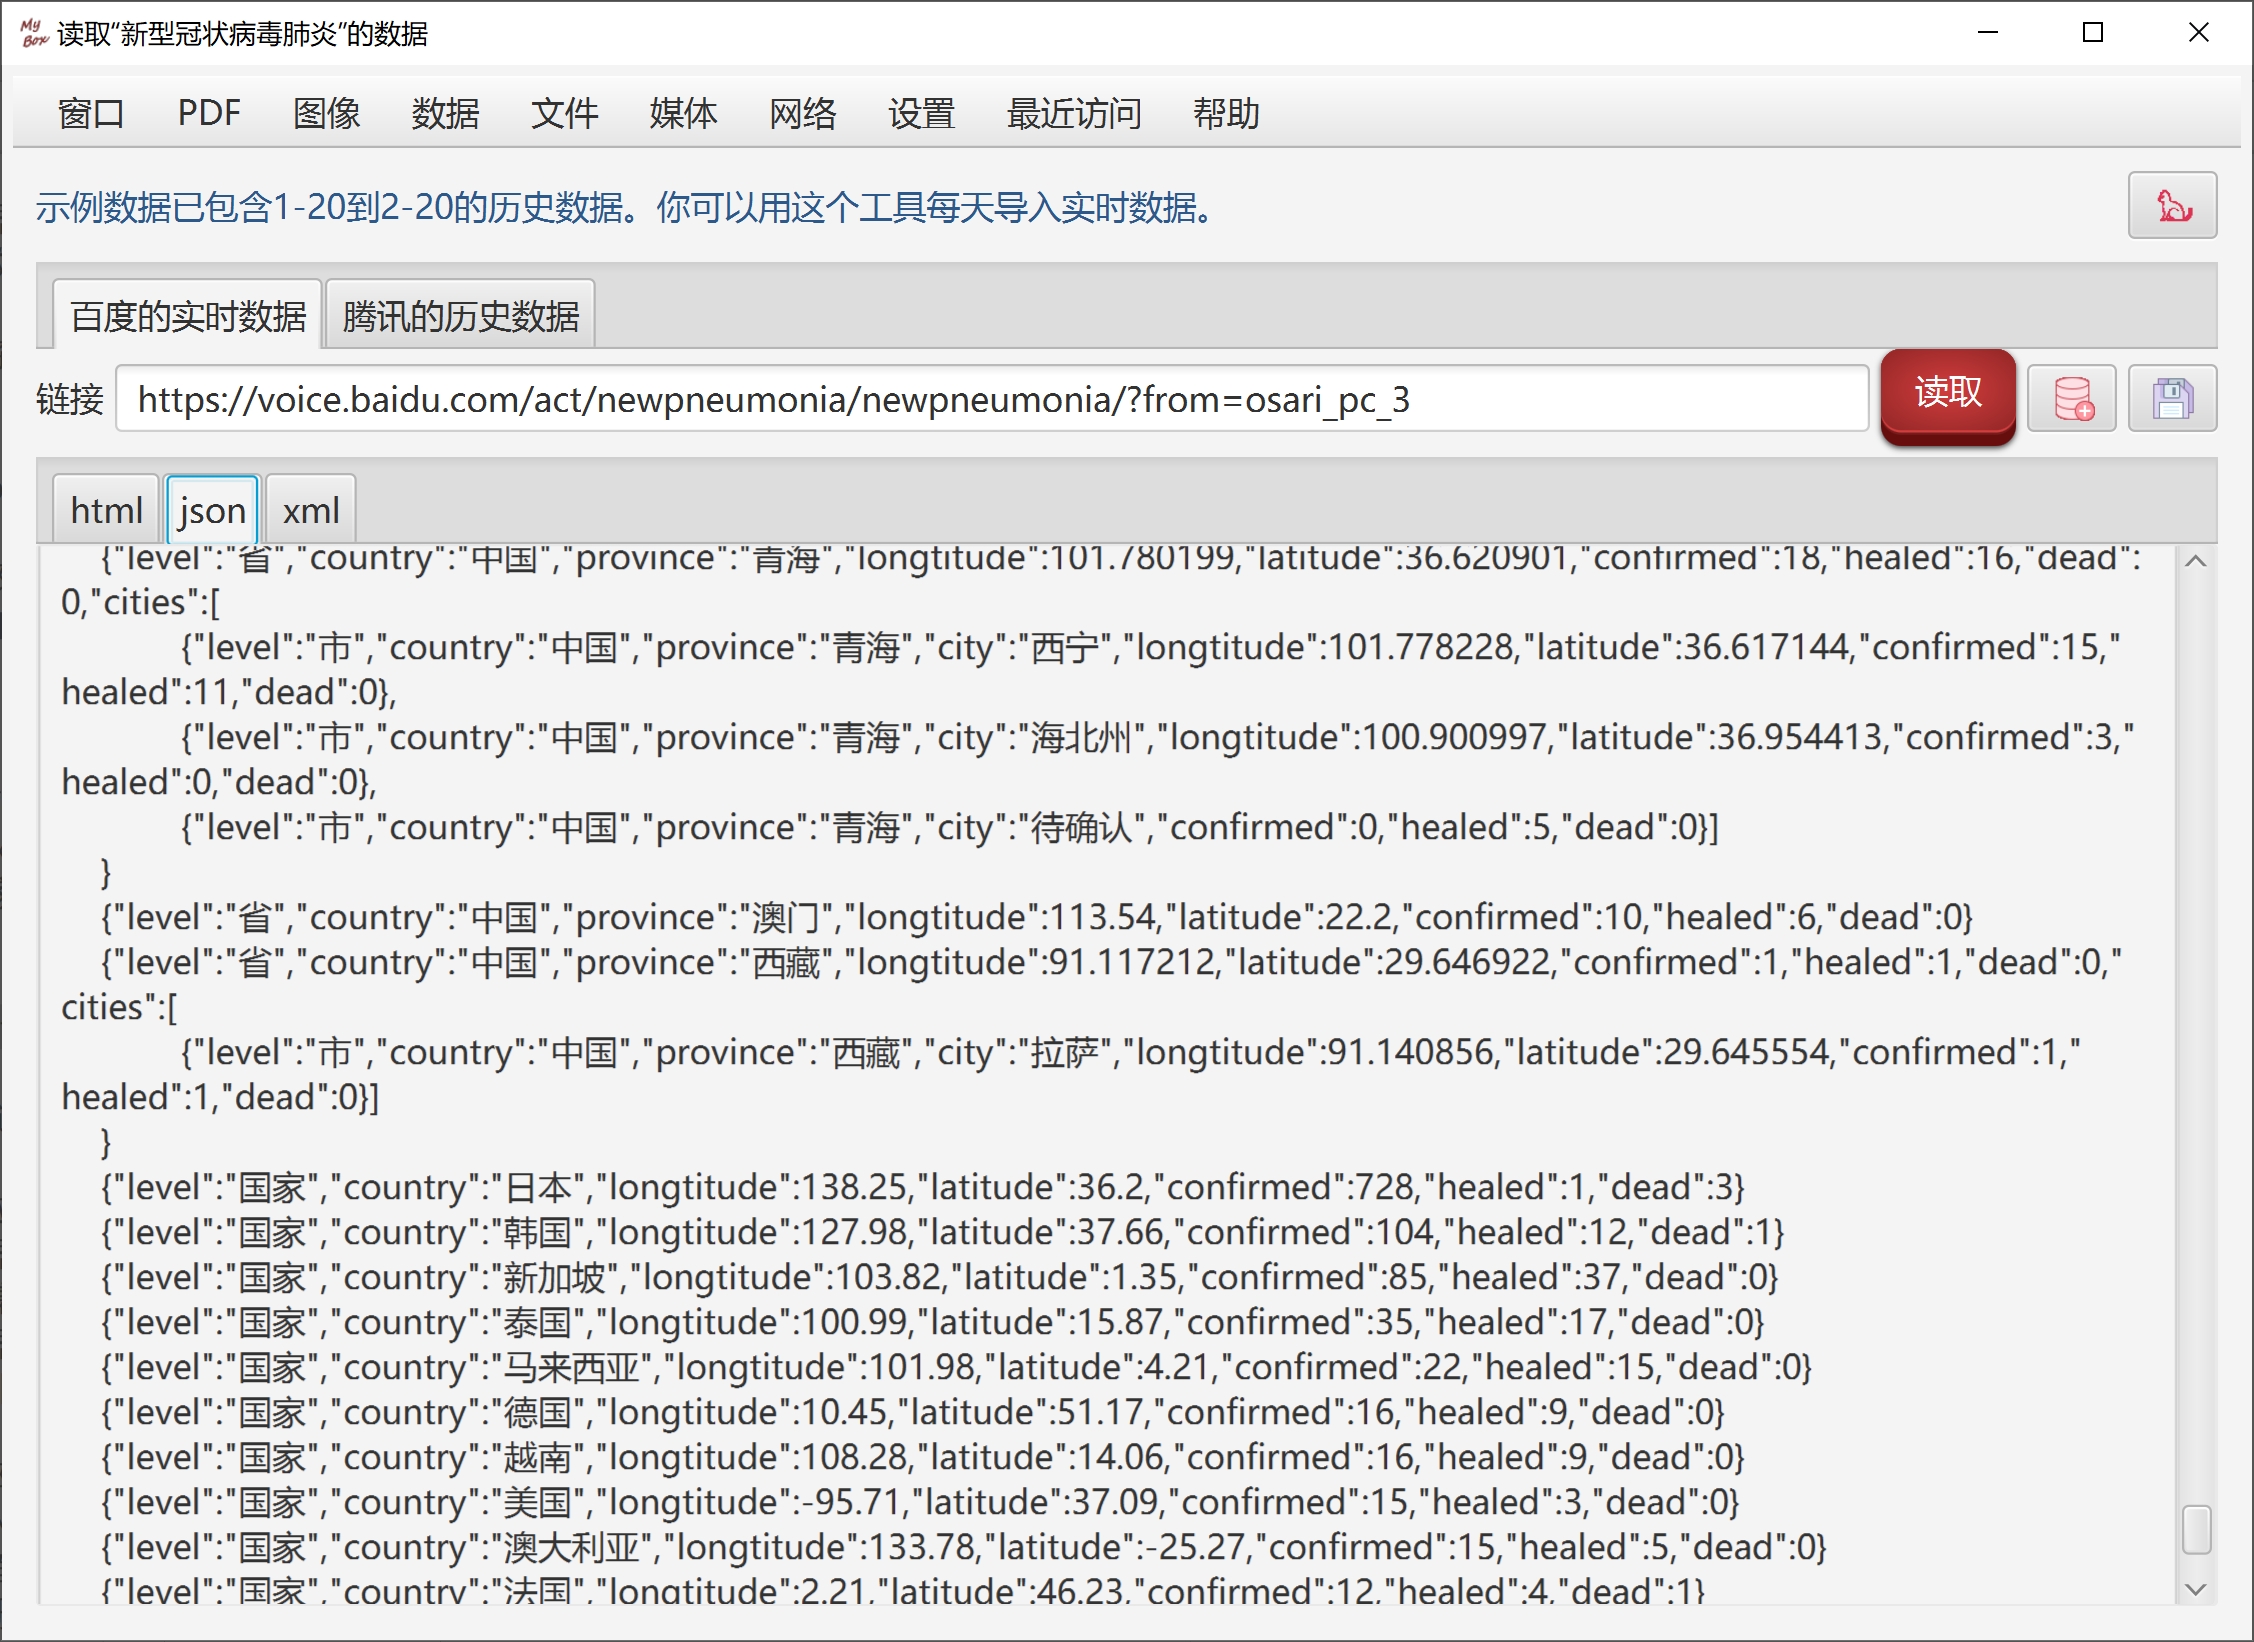 My Box 读取“新型冠状病毒肺炎”的数据
窗口 PDF 图像 数据 文件 媒体 网络 设置 最近访问 帮助
示例数据已包含1-20到2-20的历史数据。你可以用这个工具每天导入实时数据。
百度的实时数据 腾讯的历史数据
链接 https://voice.baidu.com/act/newpneumonia/newpneumonia/?from=osari_pc_3 读取
html json xml
{"level":"省","country":"中国","province":"青海","longtitude":101.780199,"latitude":36.620901,"confirmed":18,"healed":16,"dead":
0,"cities":[
{"level":"市","country":"中国","province":"青海","city":"西宁","longtitude":101.778228,"latitude":36.617144,"confirmed":15,"
healed":11,"dead":0},
{"level":"市","country":"中国","province":"青海","city":"海北州","longtitude":100.900997,"latitude":36.954413,"confirmed":3,"
healed":0,"dead":0},
{"level":"市","country":"中国","province":"青海","city":"待确认","confirmed":0,"healed":5,"dead":0}]
}
{"level":"省","country":"中国","province":"澳门","longtitude":113.54,"latitude":22.2,"confirmed":10,"healed":6,"dead":0}
{"level":"省","country":"中国","province":"西藏","longtitude":91.117212,"latitude":29.646922,"confirmed":1,"healed":1,"dead":0,"
cities":[
{"level":"市","country":"中国","province":"西藏","city":"拉萨","longtitude":91.140856,"latitude":29.645554,"confirmed":1,"
healed":1,"dead":0}]
}
{"level":"国家","country":"日本","longtitude":138.25,"latitude":36.2,"confirmed":728,"healed":1,"dead":3}
{"level":"国家","country":"韩国","longtitude":127.98,"latitude":37.66,"confirmed":104,"healed":12,"dead":1}
{"level":"国家","country":"新加坡","longtitude":103.82,"latitude":1.35,"confirmed":85,"healed":37,"dead":0}
{"level":"国家","country":"泰国","longtitude":100.99,"latitude":15.87,"confirmed":35,"healed":17,"dead":0}
{"level":"国家","country":"马来西亚","longtitude":101.98,"latitude":4.21,"confirmed":22,"healed":15,"dead":0}
{"level":"国家","country":"德国","longtitude":10.45,"latitude":51.17,"confirmed":16,"healed":9,"dead":0}
{"level":"国家","country":"越南","longtitude":108.28,"latitude":14.06,"confirmed":16,"healed":9,"dead":0}
{"level":"国家","country":"美国","longtitude":-95.71,"latitude":37.09,"confirmed":15,"healed":3,"dead":0}
{"level":"国家","country":"澳大利亚","longtitude":133.78,"latitude":-25.27,"confirmed":15,"healed":5,"dead":0}
{"level":"国家","country":"法国","longtitude":2.21,"latitude":46.23,"confirmed":12,"healed":4,"dead":1}